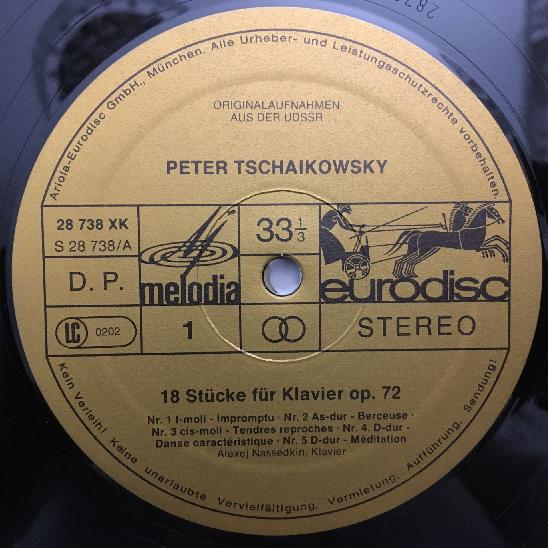 Ariola-Eurodisc GmbH., München. Alle Urheber- und Leistungsschutzrechte vorbehalten.
ORIGINALAUFNAHMEN
AUS DER UDSSR
PETER TSCHAIKOWSKY
28 738 XK
S 28 738/A
D. P.
LC 0202
melodia
1
33 1/3
eurodisc
STEREO
18 Stücke für Klavier op. 72
Nr. 1 f-moll - Impromptu · Nr. 2 As-dur - Berceuse ·
Nr. 3 cis-moll - Tendres reproches · Nr. 4 D-dur -
Danse caractéristique · Nr. 5 D-dur - Méditation
Alexej Nassedkin, Klavier
Kein Verleih! Keine unerlaubte Vervielfältigung, Vermietung, Aufführung, Sendung!